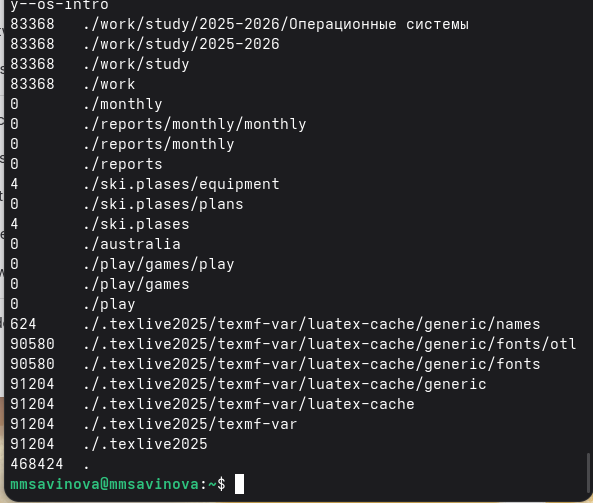 y--os-intro
83368 ./work/study/2025-2026/Операционные системы
83368 ./work/study/2025-2026
83368 ./work/study
83368 ./work
0 ./monthly
0 ./reports/monthly/monthly
0 ./reports/monthly
0 ./reports
4 ./ski.plases/equipment
0 ./ski.plases/plans
4 ./ski.plases
0 ./australia
0 ./play/games/play
0 ./play/games
0 ./play
624 ./.texlive2025/texmf-var/luatex-cache/generic/names
90580 ./.texlive2025/texmf-var/luatex-cache/generic/fonts/otl
90580 ./.texlive2025/texmf-var/luatex-cache/generic/fonts
91204 ./.texlive2025/texmf-var/luatex-cache/generic
91204 ./.texlive2025/texmf-var/luatex-cache
91204 ./.texlive2025/texmf-var
91204 ./.texlive2025
468424 .
mmsavinova@mmsavinova:~$